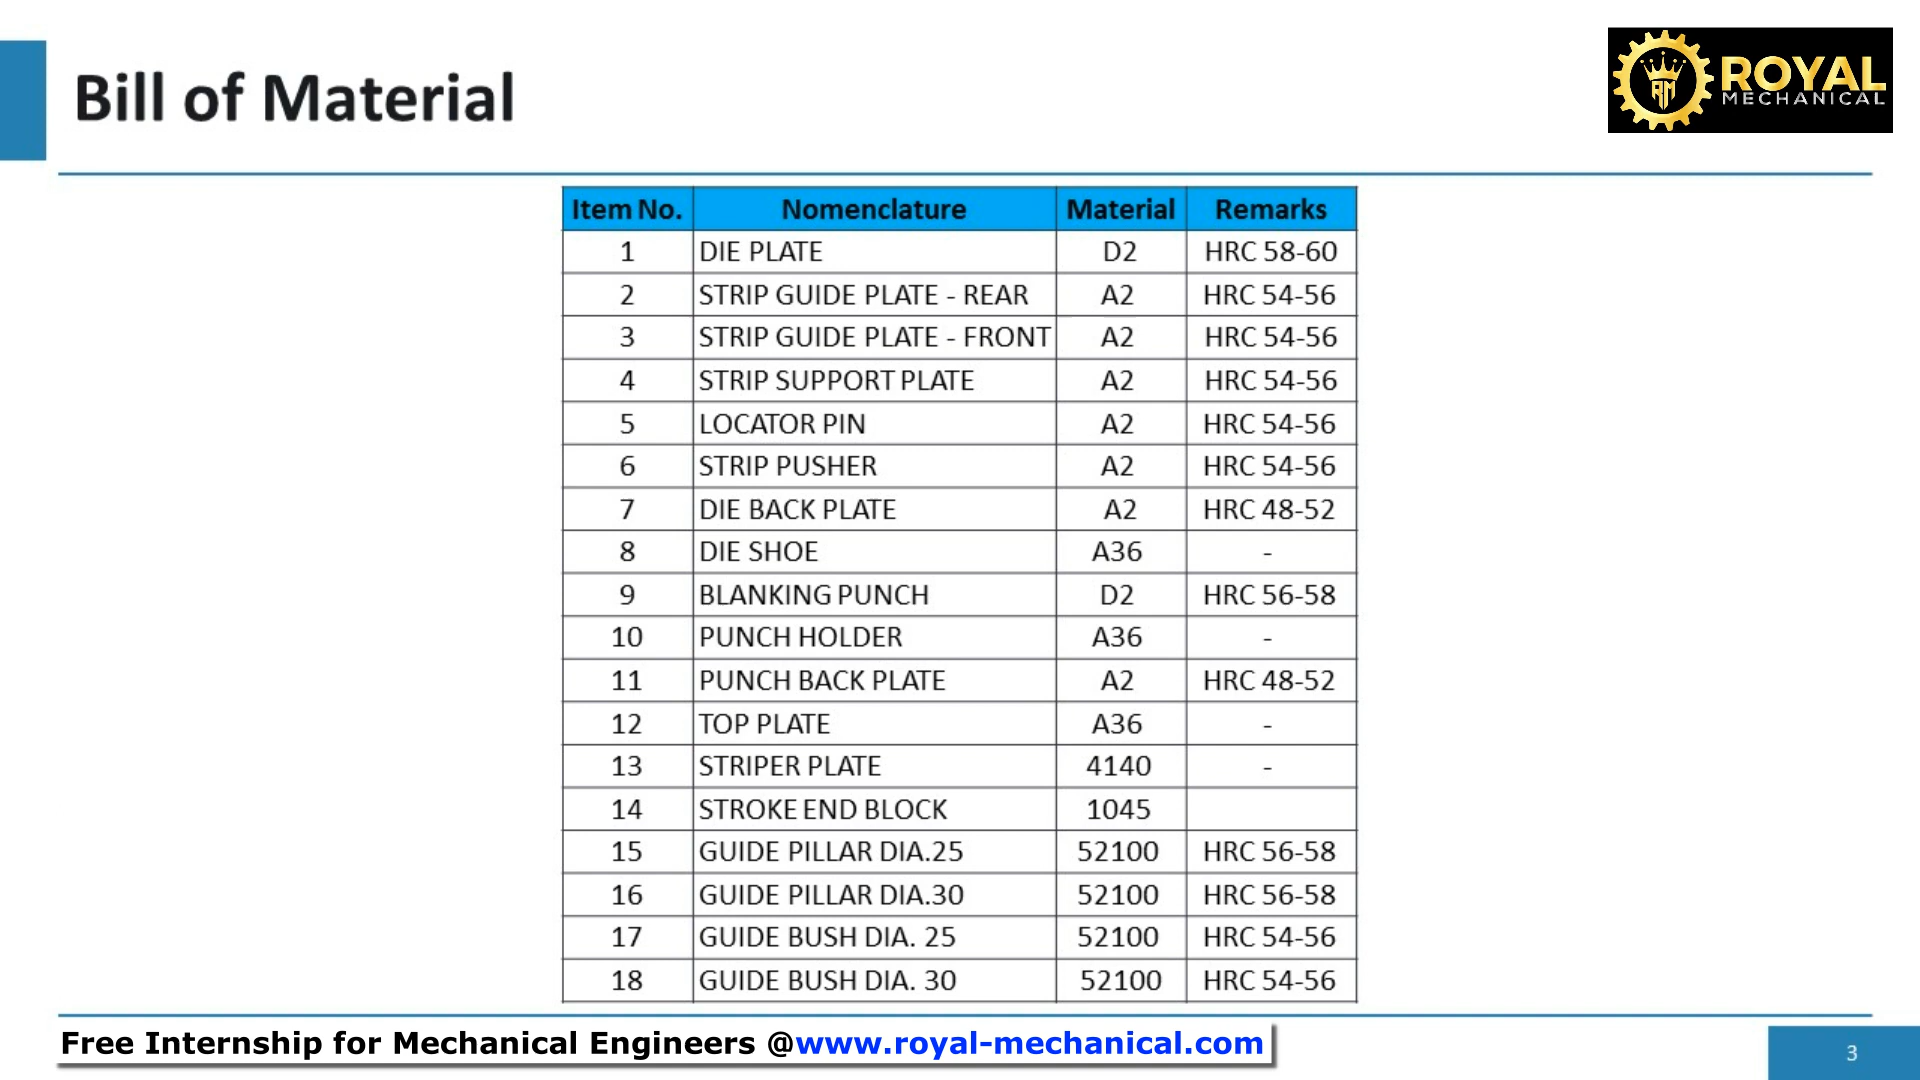 Bill of Material
RM
ROYAL
MECHANICAL
Item No. Nomenclature Material Remarks
1 DIE PLATE D2 HRC 58-60
2 STRIP GUIDE PLATE - REAR A2 HRC 54-56
3 STRIP GUIDE PLATE - FRONT A2 HRC 54-56
4 STRIP SUPPORT PLATE A2 HRC 54-56
5 LOCATOR PIN A2 HRC 54-56
6 STRIP PUSHER A2 HRC 54-56
7 DIE BACK PLATE A2 HRC 48-52
8 DIE SHOE A36 -
9 BLANKING PUNCH D2 HRC 56-58
10 PUNCH HOLDER A36 -
11 PUNCH BACK PLATE A2 HRC 48-52
12 TOP PLATE A36 -
13 STRIPER PLATE 4140 -
14 STROKE END BLOCK 1045
15 GUIDE PILLAR DIA.25 52100 HRC 56-58
16 GUIDE PILLAR DIA.30 52100 HRC 56-58
17 GUIDE BUSH DIA. 25 52100 HRC 54-56
18 GUIDE BUSH DIA. 30 52100 HRC 54-56
Free Internship for Mechanical Engineers @www.royal-mechanical.com
3